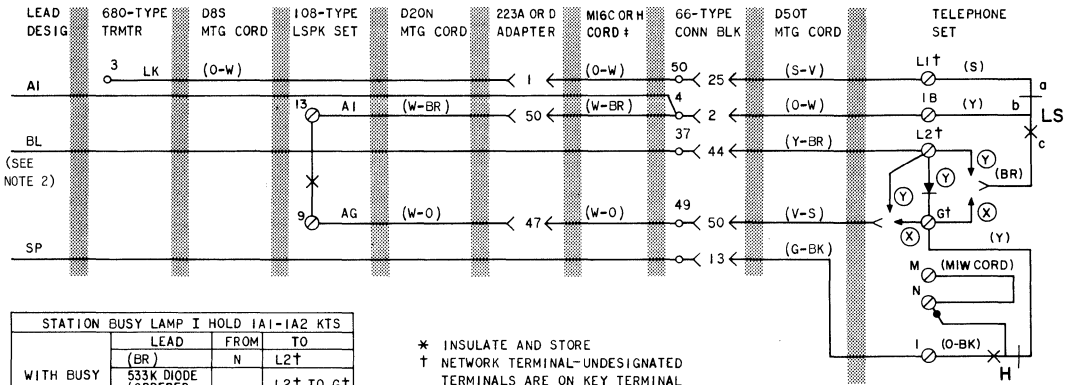 LEAD DESIG. 680-TYPE TRMTR D8S MTG CORD 108-TYPE LSPK SET D20N MTG CORD 223A OR D ADAPTER M16C OR H CORD ‡ 66-TYPE CONN BLK D50T MTG CORD TELEPHONE SET
3 LK (O-W) 1 (O-W) 50 25 (S-V) L1† (S)
a
A1 13 A1 (W-BR) 50 (W-BR) 4 2 (O-W) 1B (Y) b LS
BL 37 44 (Y-BR) L2† c
(SEE NOTE 2)
Y Y Y (BR)
9 AG (W-O) 47 (W-O) 49 50 (V-S) G† X X
(Y)
SP 13 (G-BK)
M (M1W CORD)
N
1 (O-BK) H
STATION BUSY LAMP I HOLD 1A1-1A2 KTS
LEAD FROM TO
WITH BUSY (BR) N L2†
533K DIODE L2† TO G†
(ORDERED
* INSULATE AND STORE
† NETWORK TERMINAL-UNDESIGNATED
TERMINALS ARE ON KEY TERMINAL